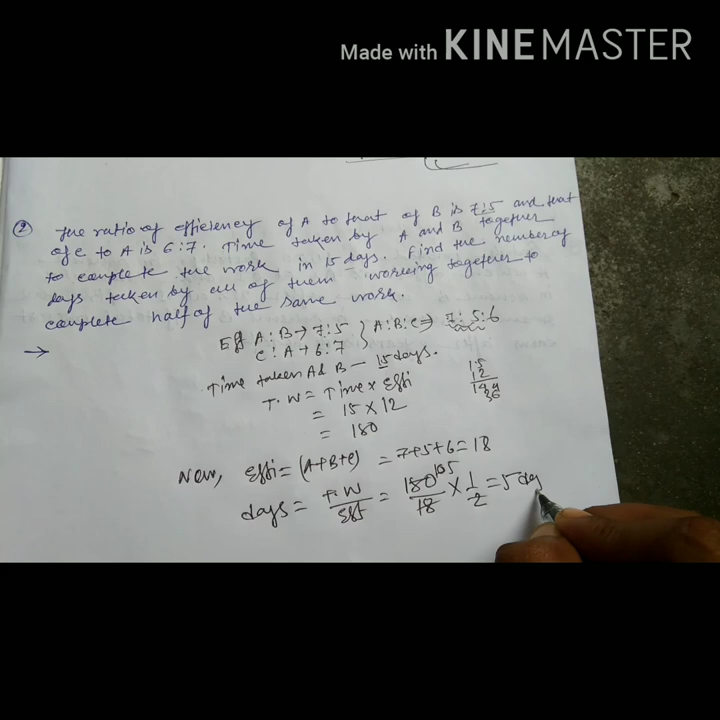 Made with KINEMASTER
② The ratio of efficiency of A to that of B is 7:5 and that
of c to A is 6:7. Time taken by A and B together
to complete the work in 15 days. Find the number of
days taken by all of them working together to
complete half of the same work.
→ Eff A:B → 7:5 } A:B:C → 7:5:6
C:A → 6:7
Time taken Ad B — 15 days.
T.W = Time × Effi
= 15 × 12
= 180
15
12
Now, Effi = (A+B+C) = 7+5+6 = 18
days = T.W/Effi = 180/18 × 1/2 = 5 day